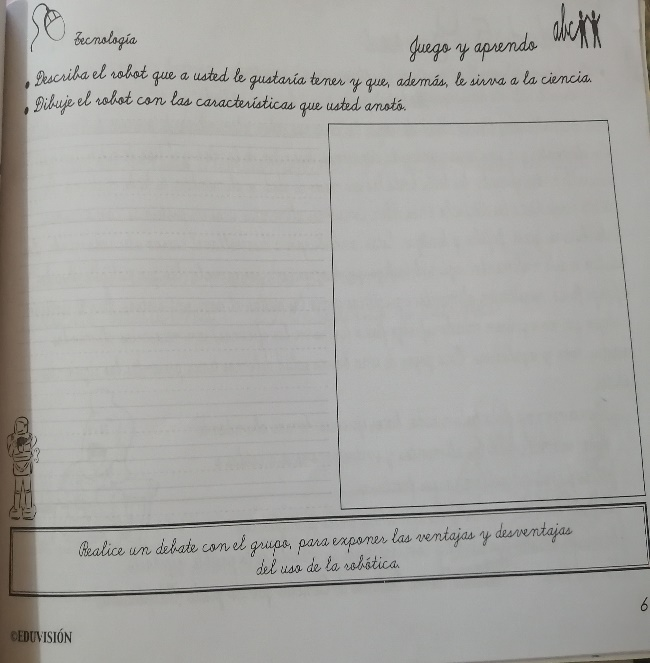 Tecnología
Juego y aprendo
abc
• Describa el robot que a usted le gustaría tener y que, además, le sirva a la ciencia.
• Dibuje el robot con las características que usted anotó.
Realice un debate con el grupo, para exponer las ventajas y desventajas
del uso de la robótica.
6
©EDUVISIÓN